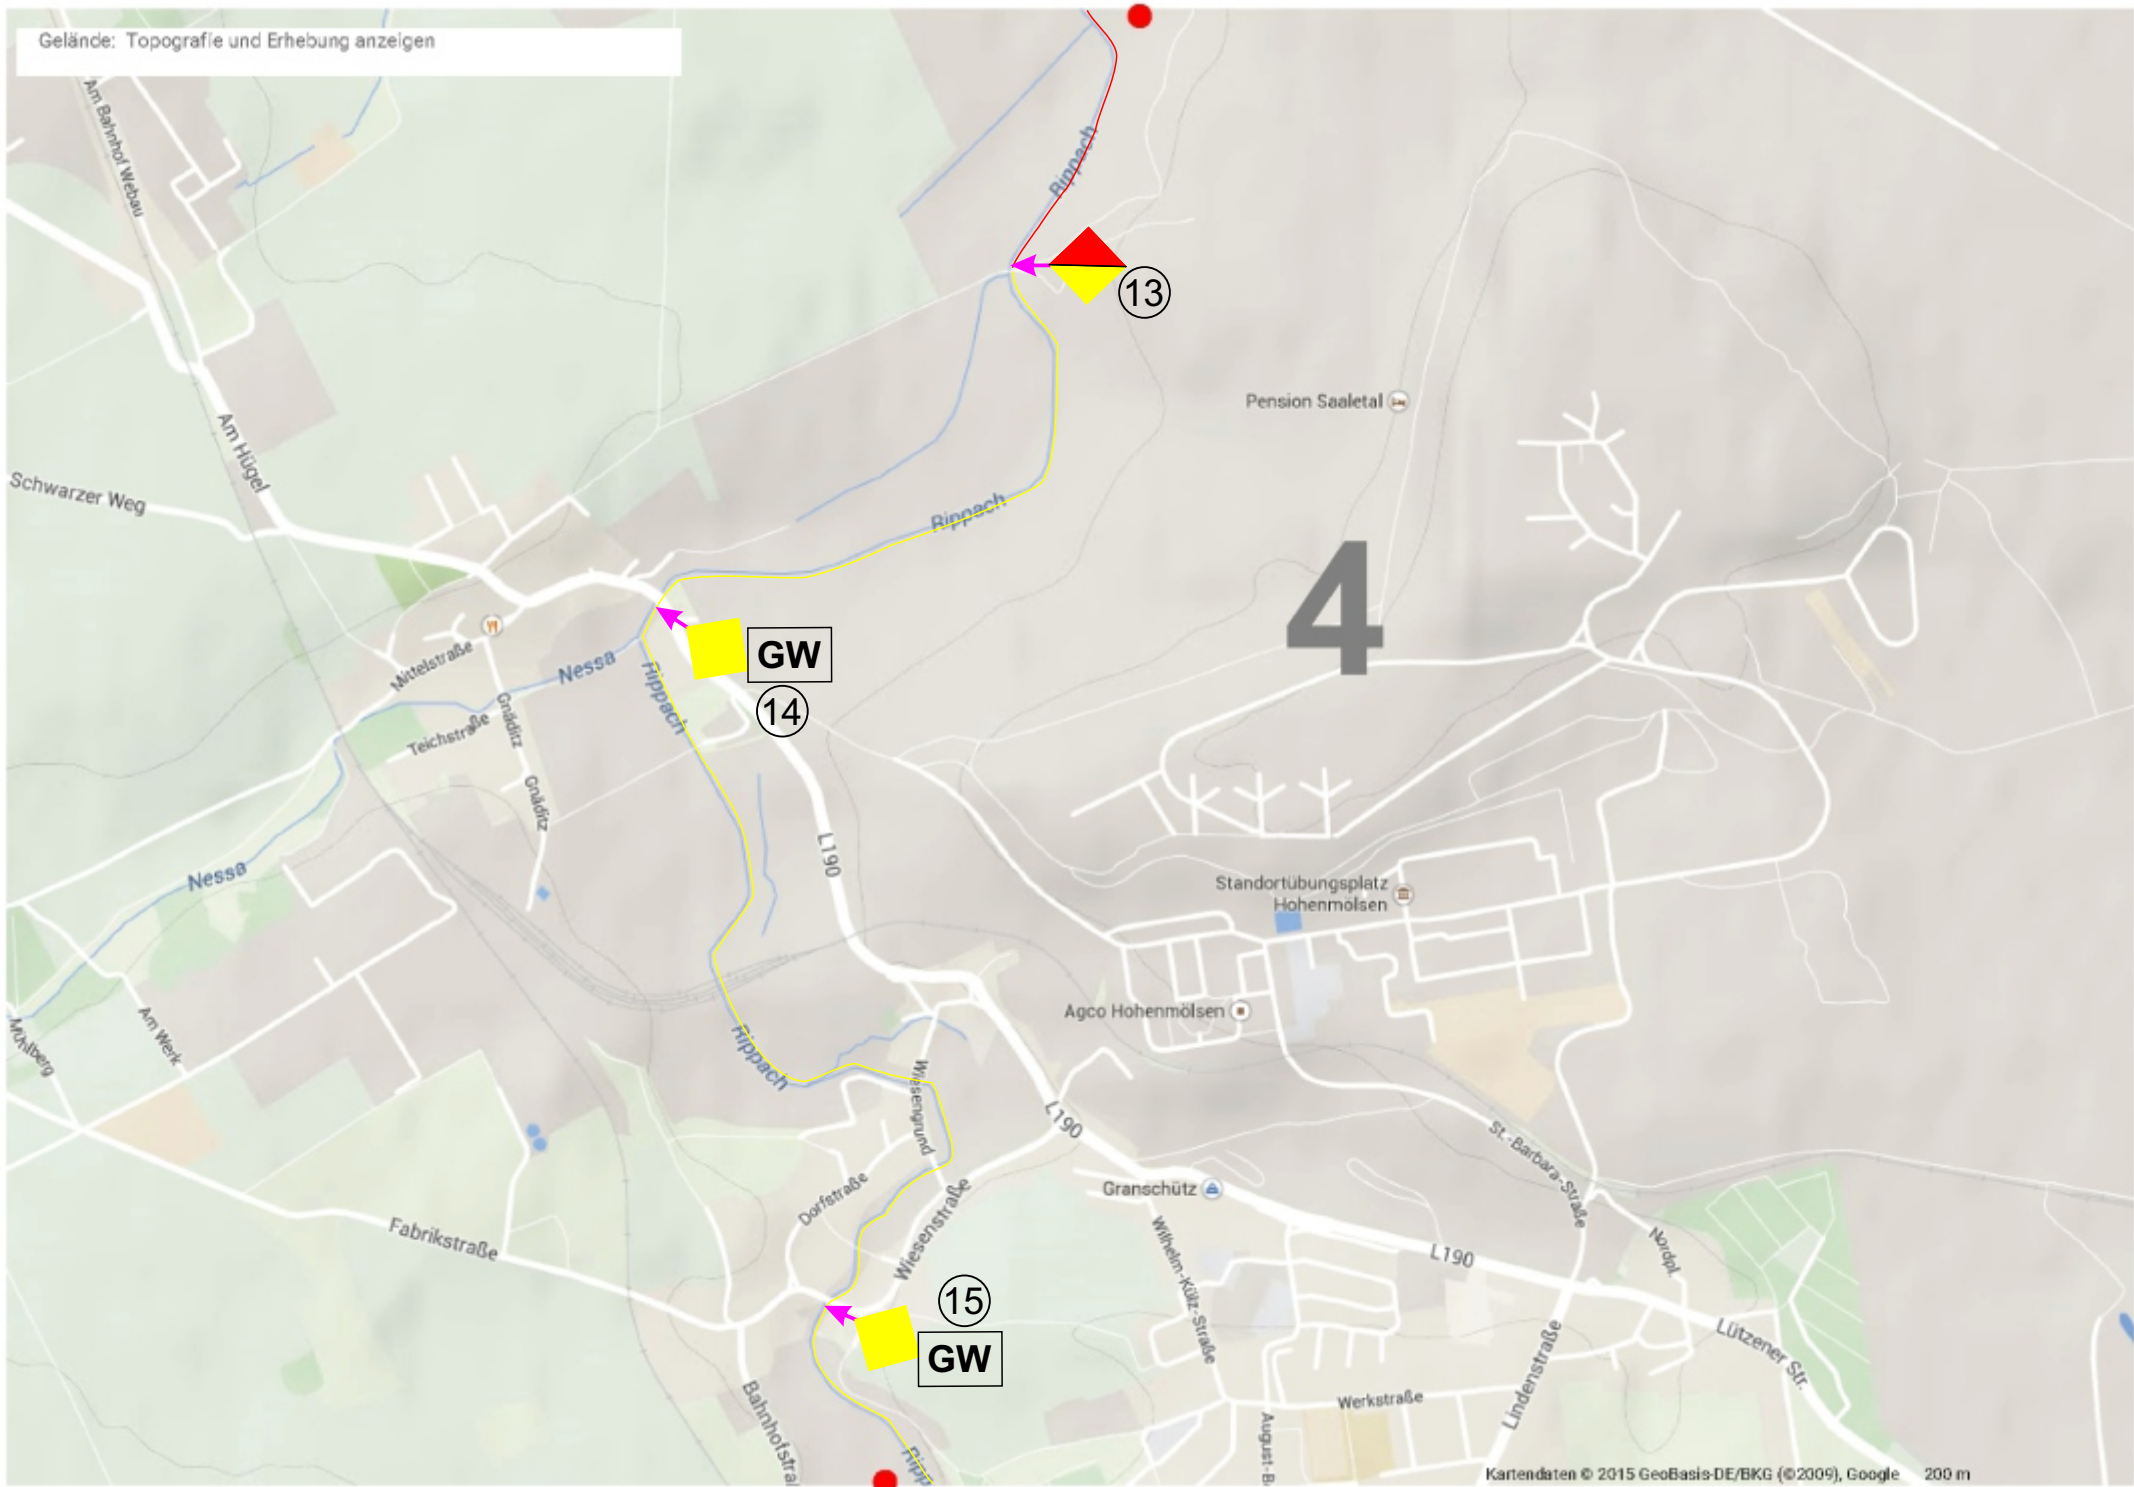 Gelände: Topografie und Erhebung anzeigen
Am Bahnhof Webau
Rippach
13
Pension Saaletal
Am Hügel
Schwarzer Weg
Rippach
4
Mittelstraße
Nessa
GW
Rippach
14
Gnäditz
Teichstraße
Gnäditz
L190
Nessa
Standortübungsplatz
Hohenmölsen
Agco Hohenmölsen
Am Werk
Mühlberg
Rippach
Wiesengrund
L190
St.-Barbara-Straße
Granschütz
Dorfstraße
Wiesenstraße
Fabrikstraße
Wilhelm-Külz-Straße
L190
Nordpl.
15
GW
Lützener Str.
Lindenstraße
Werkstraße
Bahnhofstraß
August-B
Ripp
Kartendaten © 2015 GeoBasis-DE/BKG (©2009), Google 200 m